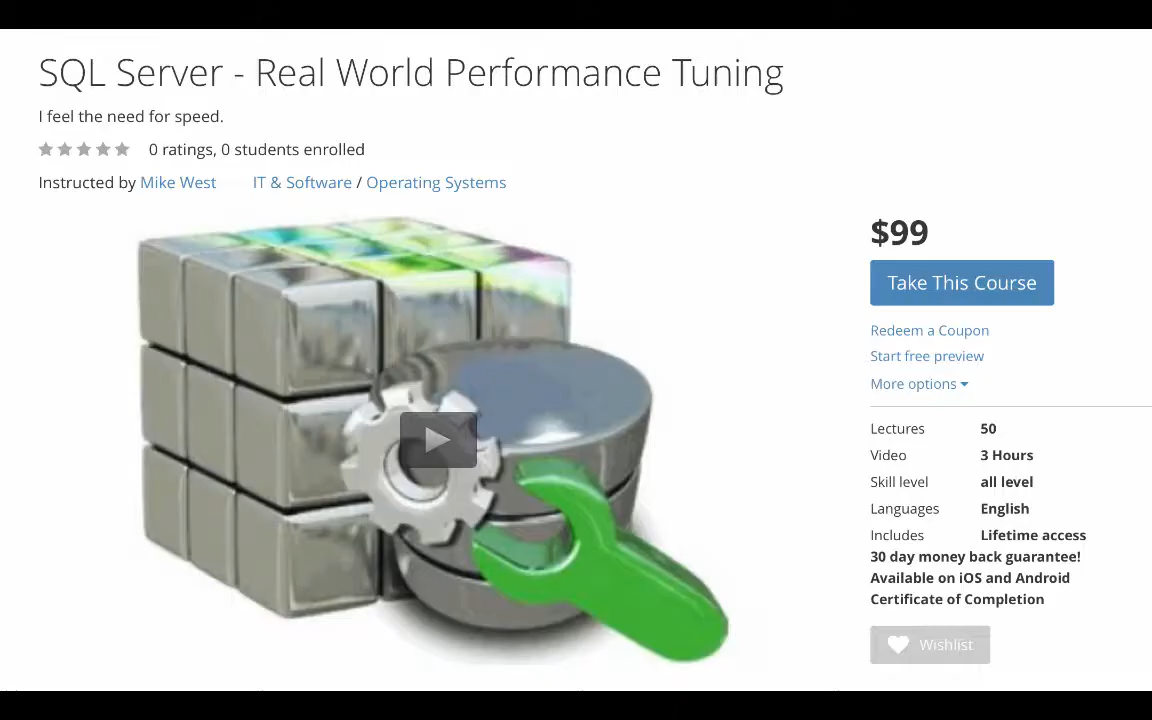 SQL Server - Real World Performance Tuning
I feel the need for speed.
0 ratings, 0 students enrolled
Instructed by Mike West IT & Software / Operating Systems
$99
Take This Course
Redeem a Coupon
Start free preview
More options
Lectures 50
Video 3 Hours
Skill level all level
Languages English
Includes Lifetime access
30 day money back guarantee!
Available on iOS and Android
Certificate of Completion
Wishlist